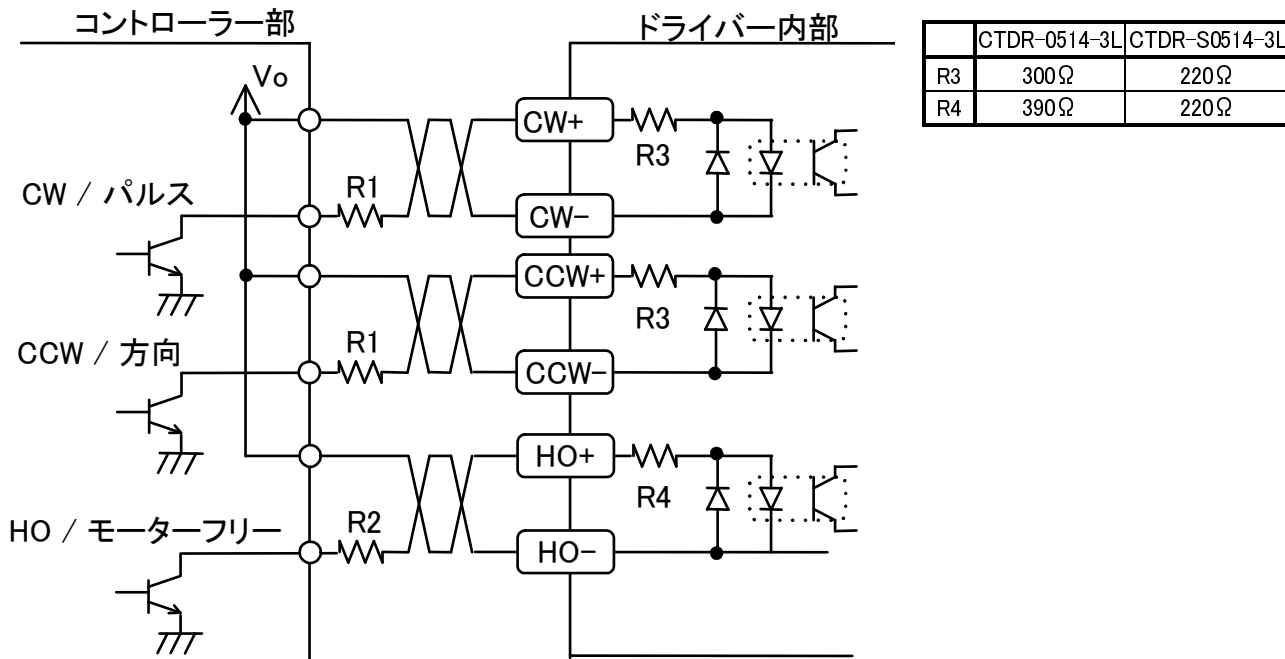 コントローラー部
ドライバー内部
CTDR-0514-3L CTDR-S0514-3L
R3 300Ω 220Ω
R4 390Ω 220Ω
Vo
CW+
R3
CW / パルス
R1
CW-
CCW+
R3
CCW / 方向
R1
CCW-
HO+
R4
HO / モーターフリー
R2
HO-